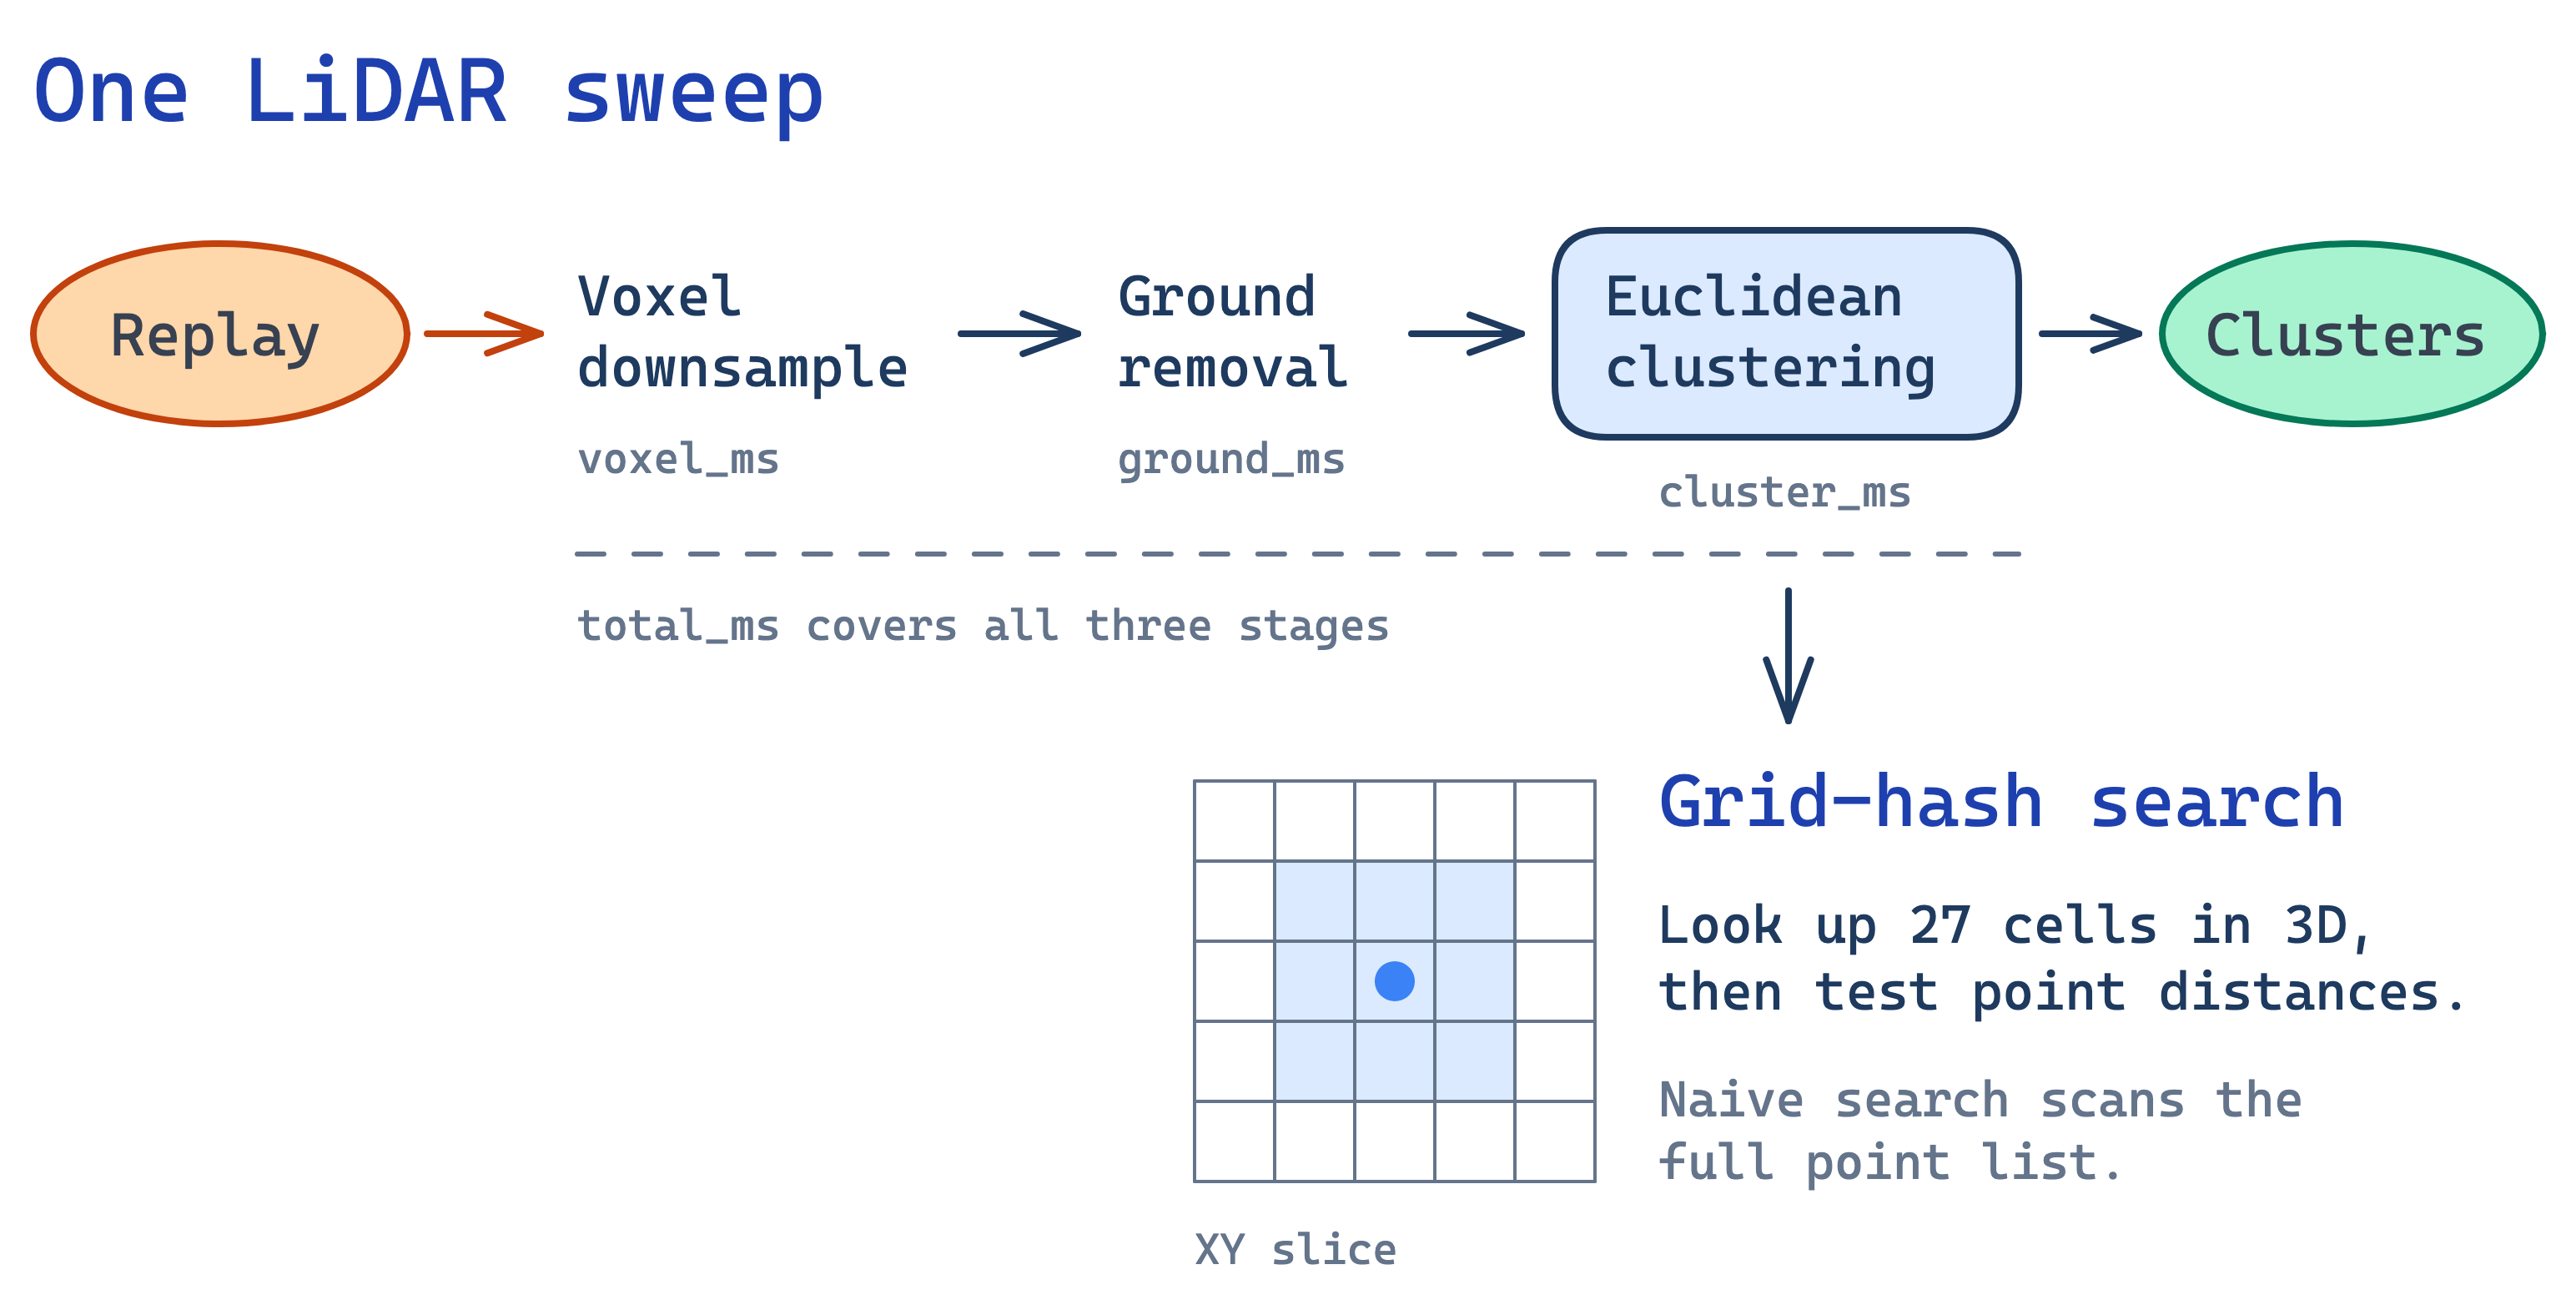 One LiDAR sweep
Replay
Voxel
downsample
voxel_ms
Ground
removal
ground_ms
Euclidean
clustering
cluster_ms
Clusters
total_ms covers all three stages
Grid-hash search
Look up 27 cells in 3D,
then test point distances.
Naive search scans the
full point list.
XY slice